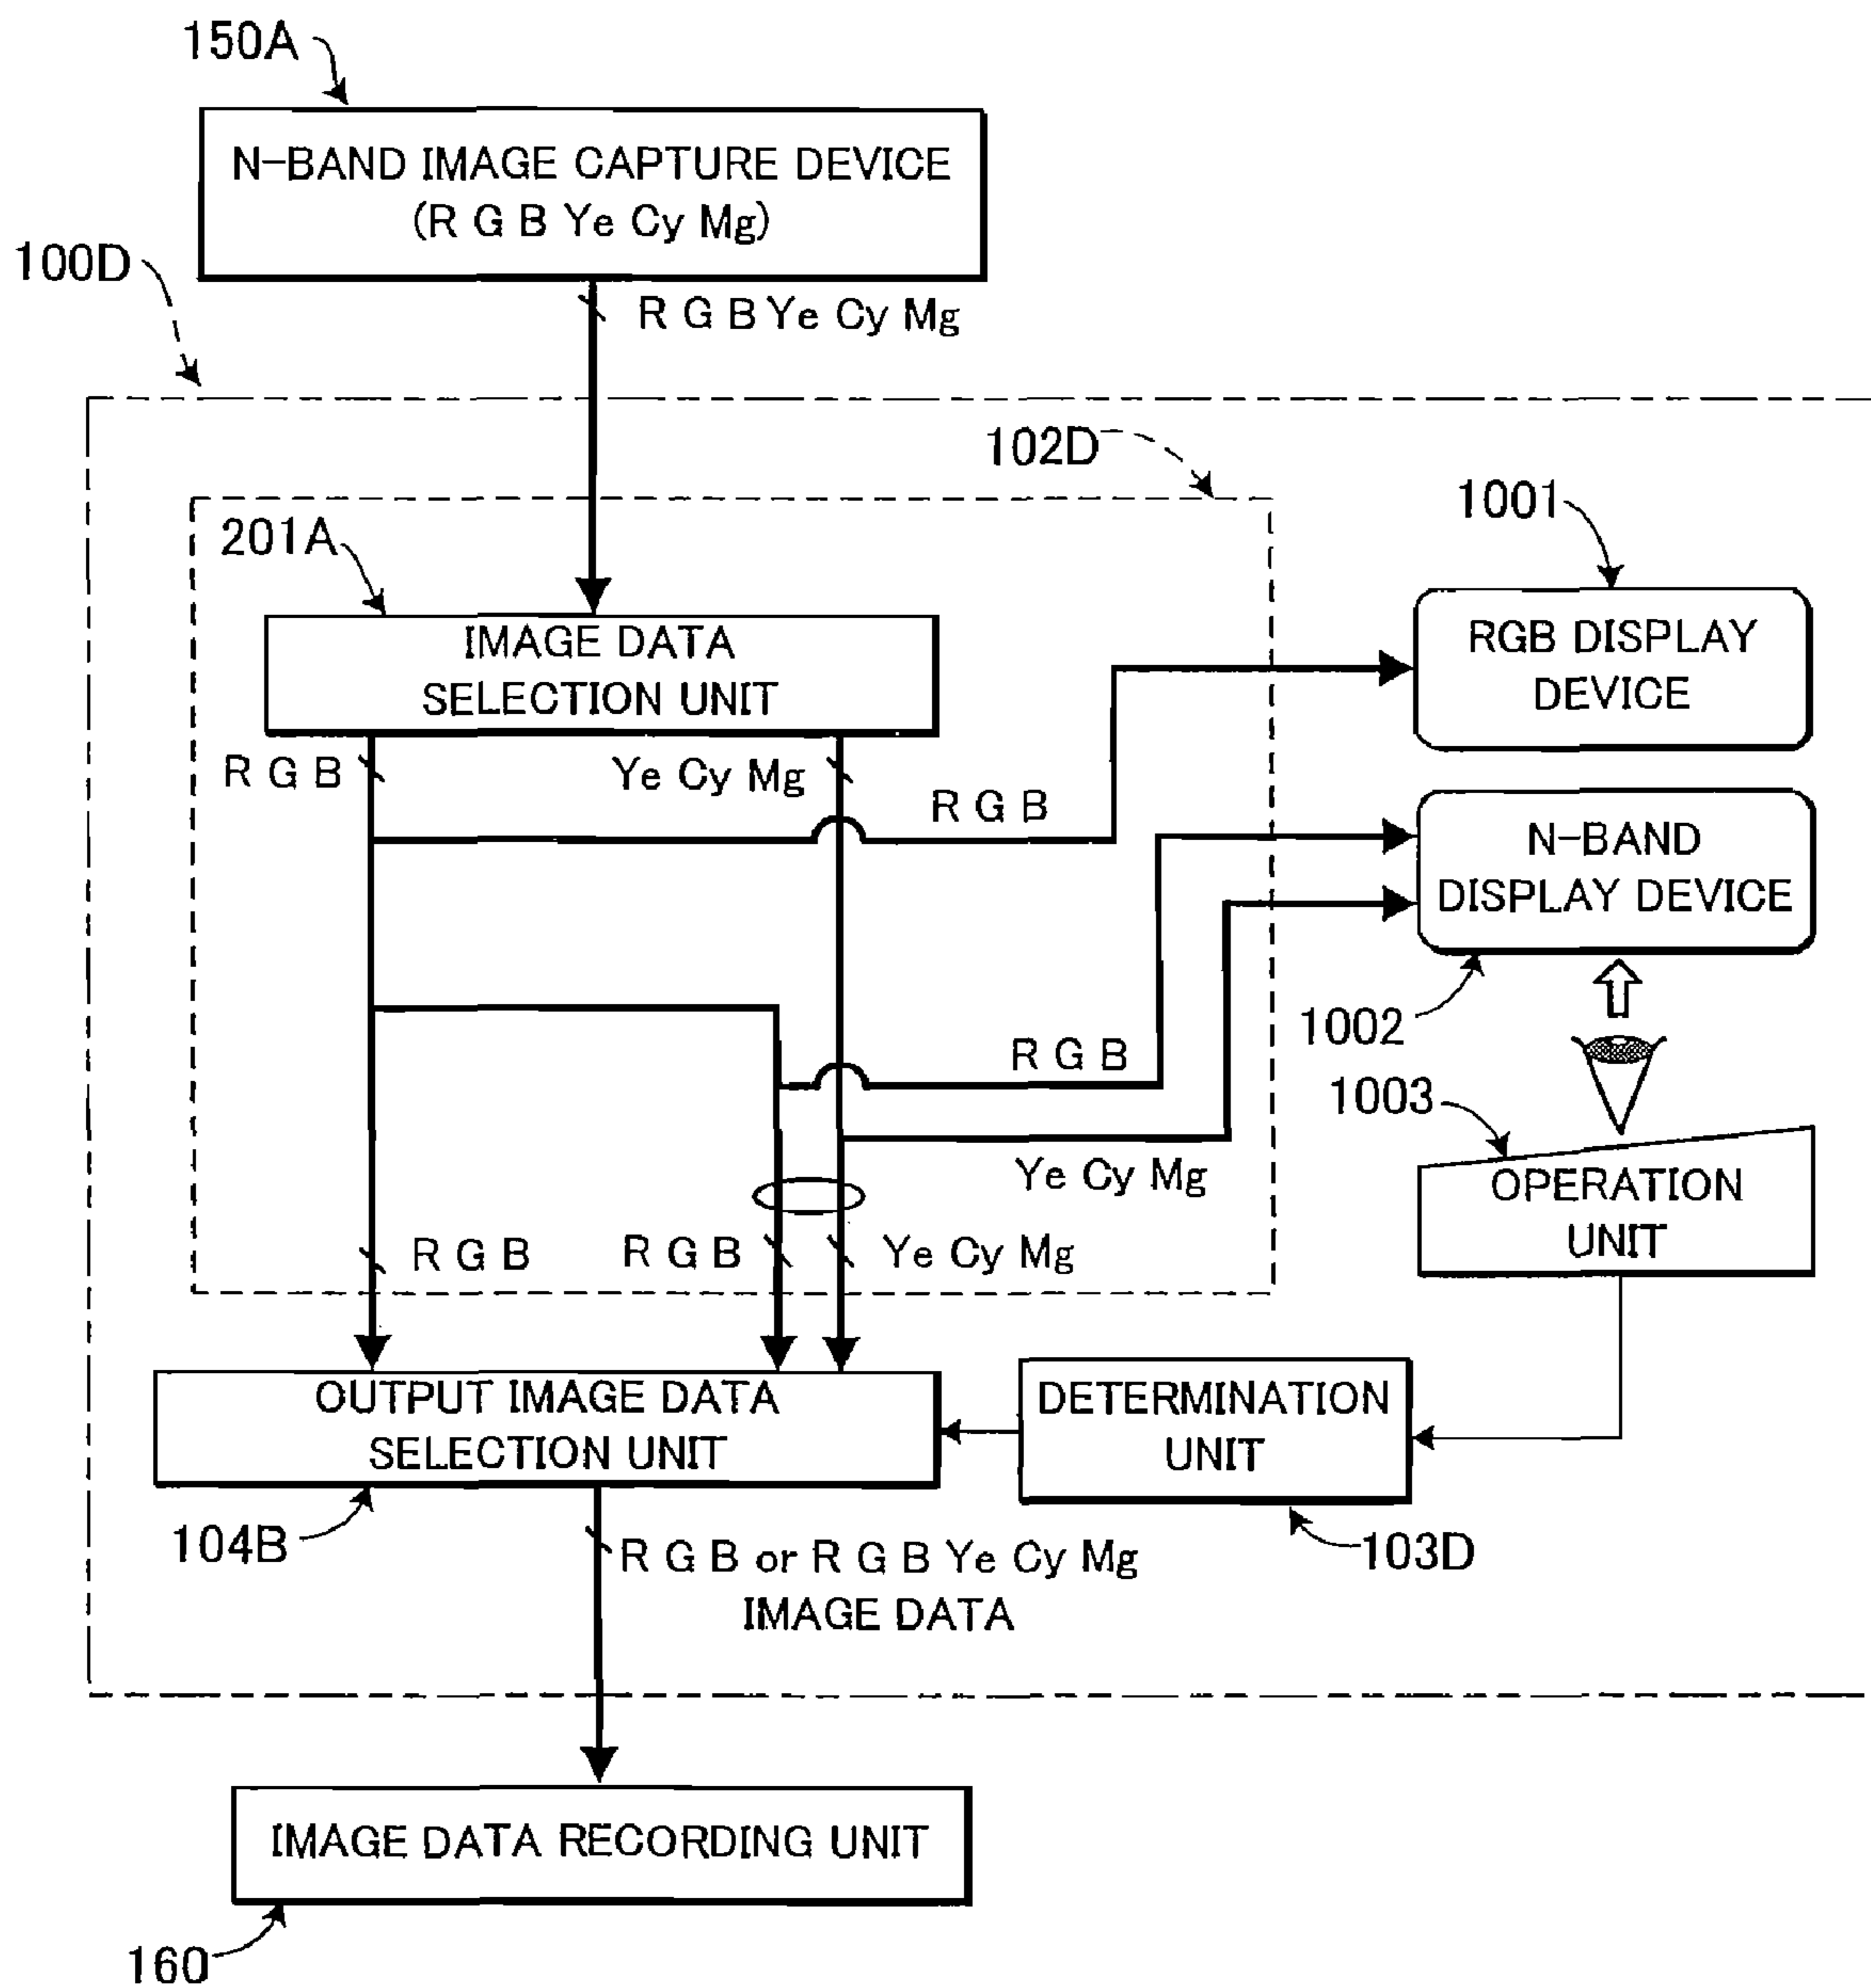 150A
N-BAND IMAGE CAPTURE DEVICE
(R G B Ye Cy Mg)
100D
R G B Ye Cy Mg
102D
201A
1001
IMAGE DATA
SELECTION UNIT
RGB DISPLAY
DEVICE
R G B
Ye Cy Mg
R G B
N-BAND
DISPLAY DEVICE
1002
R G B
1003
Ye Cy Mg
OPERATION
UNIT
R G B
R G B
Ye Cy Mg
OUTPUT IMAGE DATA
SELECTION UNIT
DETERMINATION
UNIT
104B
R G B or R G B Ye Cy Mg
IMAGE DATA
103D
IMAGE DATA RECORDING UNIT
160